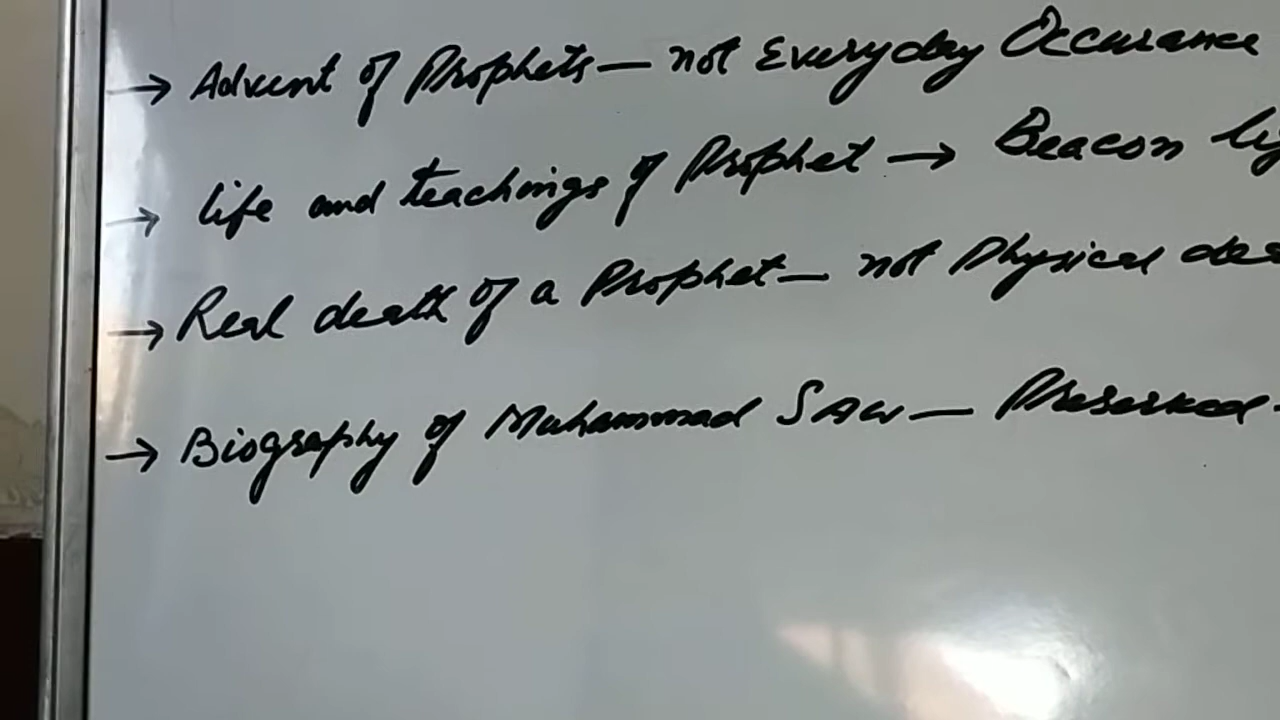 → Advent of Prophets — not Everyday Occurance
→ life and teachings of Prophet → Beacon
→ Real death of a Prophet — not Physical
→ Biography of Muhammad SAW — Preserved